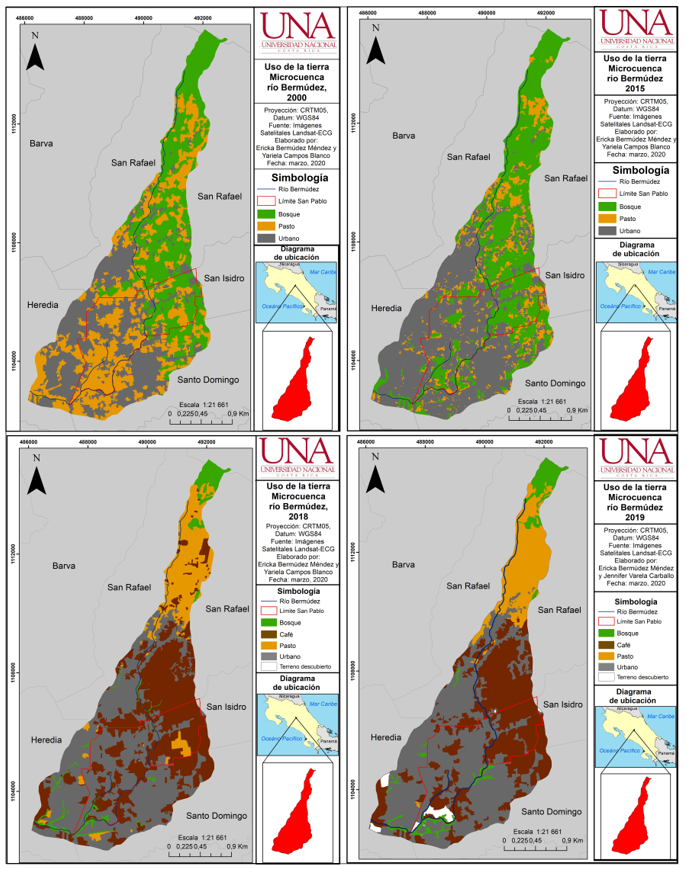 486000
490000
492000
N
UNA
UNIVERSIDAD NACIONAL
COSTA RICA
Uso de la tierra
Microcuenca
río Bermúdez,
2000
Proyección: CRTM05,
Datum: WGS84
Fuente: Imágenes
Satelitales Landsat-ECG
Elaborado por:
Ericka Bermúdez Méndez y
Yariela Campos Blanco
Fecha: marzo, 2020
Simbología
Río Bermúdez
Límite San Pablo
Bosque
Pasto
Urbano
Diagrama
de ubicación
Nicaragua
Mar Caribe
Océano Pacífico
Panamá
1112000
1108000
1104000
Barva
San Rafael
San Rafael
San Isidro
Heredia
Santo Domingo
Escala 1:21 661
0 0,225 0,45 0,9 Km
486000
488000
490000
492000
N
UNA
UNIVERSIDAD NACIONAL
COSTA RICA
Uso de la tierra
Microcuenca
río Bermúdez
2015
Proyección: CRTM05,
Datum: WGS84
Fuente: Imágenes
Satelitales Landsat-ECG
Elaborado por:
Ericka Bermúdez Méndez y
Yariela Campos Blanco
Fecha: marzo, 2020
Simbología
Río Bermúdez
Límite San Pablo
Bosque
Pasto
Urbano
Diagrama
de ubicación
Nicaragua
Mar Caribe
Océano Pacífico
Panamá
1112000
1108000
1104000
Barva
San Rafael
San Rafael
San Isidro
Heredia
Santo Domingo
Escala 1:21 661
0 0,225 0,45 0,9 Km
486000
488000
490000
492000
N
UNA
UNIVERSIDAD NACIONAL
COSTA RICA
Uso de la tierra
Microcuenca
río Bermúdez,
2018
Proyección: CRTM05,
Datum: WGS84
Fuente: Imágenes
Satelitales Landsat-ECG
Elaborado por:
Ericka Bermúdez Méndez y
Yariela Campos Blanco
Fecha: marzo, 2020
Simbología
Río Bermúdez
Límite San Pablo
Bosque
Café
Pasto
Urbano
Terreno descubierto
Diagrama
de ubicación
Nicaragua
Mar Caribe
Océano Pacífico
Panamá
1112000
1108000
1104000
Barva
San Rafael
San Rafael
San Isidro
Heredia
Santo Domingo
Escala 1:21 661
0 0,225 0,45 0,9 Km
486000
488000
490000
492000
N
UNA
UNIVERSIDAD NACIONAL
COSTA RICA
Uso de la tierra
Microcuenca
río Bermúdez
2019
Proyección: CRTM05,
Datum: WGS84
Fuente: Imágenes
Satelitales Landsat-ECG
Elaborado por:
Ericka Bermúdez Méndez
y Jennifer Varela Carballo
Fecha: marzo, 2020
Simbología
Río Bermúdez
Límite San Pablo
Bosque
Café
Pasto
Urbano
Terreno descubierto
Diagrama
de ubicación
Nicaragua
Mar Caribe
Océano Pacífico
Panamá
1112000
1108000
1104000
Barva
San Rafael
San Rafael
San Isidro
Heredia
Santo Domingo
Escala 1:21 661
0 0,225 0,45 0,9 Km